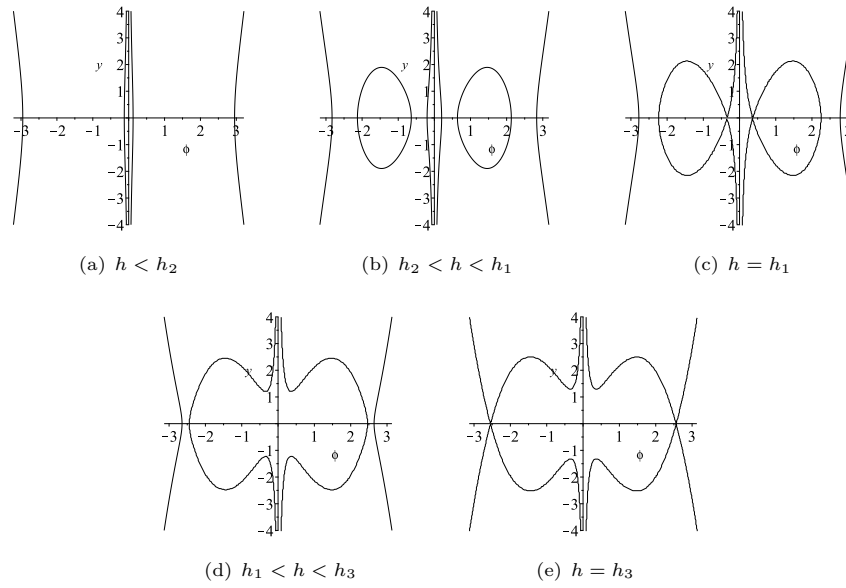 4 4 4
3 3 3
y 2 y 2 y 2
1 1 1
−3 −2 −1 1 2 3 −3 −2 −1 1 2 3 −3 −2 −1 1 2 3
−1 ϕ −1 ϕ −1 ϕ
−2 −2 −2
−3 −3 −3
−4 −4 −4
(a) h < h₂ (b) h₂ < h < h₁ (c) h = h₁
4 4
3 3
y 2 y 2
1 1
−3 −2 −1 1 2 3 −3 −2 −1 1 2 3
−1 ϕ −1 ϕ
−2 −2
−3 −3
−4 −4
(d) h₁ < h < h₃ (e) h = h₃